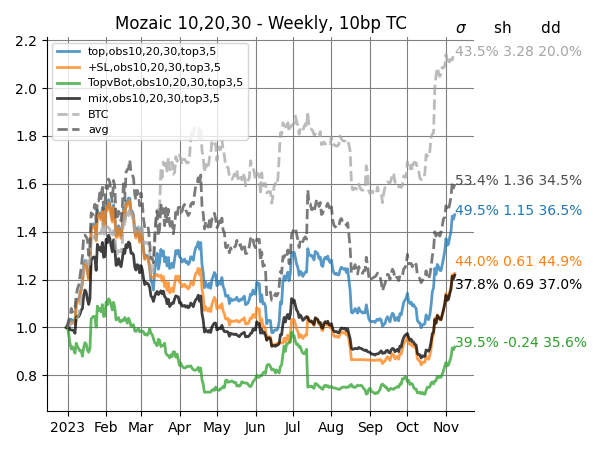 Mozaic 10,20,30 - Weekly, 10bp TC
σ sh dd
2.2
2.0
1.8
1.6
1.4
1.2
1.0
0.8
top,obs10,20,30,top3,5
+SL,obs10,20,30,top3,5
TopvBot,obs10,20,30,top3,5
mix,obs10,20,30,top3,5
BTC
avg
43.5% 3.28 20.0%
53.4% 1.36 34.5%
49.5% 1.15 36.5%
44.0% 0.61 44.9%
37.8% 0.69 37.0%
39.5% -0.24 35.6%
2023 Feb Mar Apr May Jun Jul Aug Sep Oct Nov